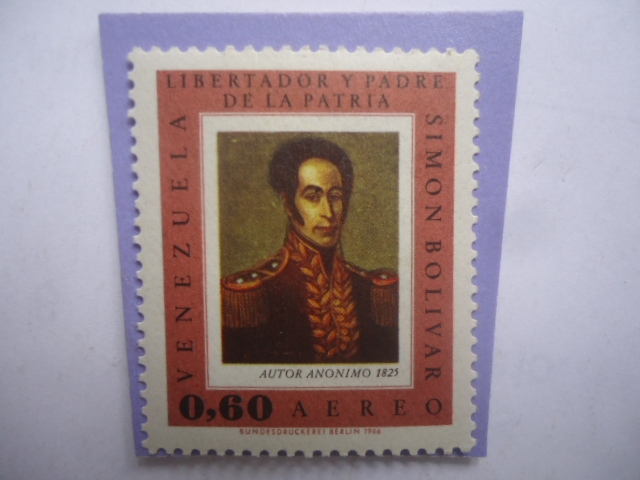 LIBERTADOR Y PADRE
DE LA PATRIA
VENEZUELA
SIMON BOLIVAR
AUTOR ANONIMO 1825
0,60 AEREO
BUNDESDRUCKEREI BERLIN 1966